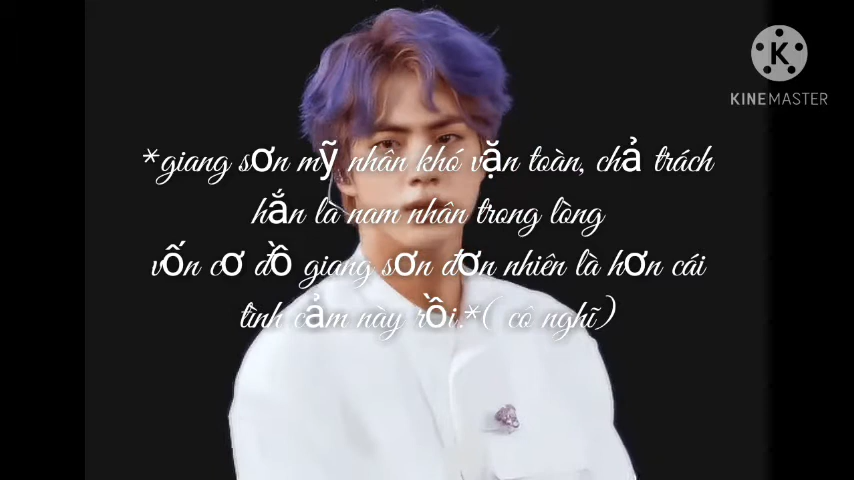 KINEMASTER
*giang sơn mỹ nhân khó vặn toàn, chả trách
hắn là nam nhân trong lòng
vốn cơ đồ giang sơn đơn nhiên là hơn cái
tình cảm này rồi.*( cô nghĩ)